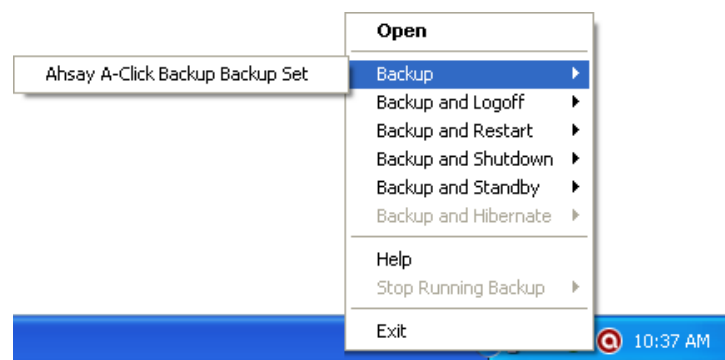 Open
Ahsay A-Click Backup Backup Set
Backup
Backup and Logoff
Backup and Restart
Backup and Shutdown
Backup and Standby
Backup and Hibernate
Help
Stop Running Backup
Exit
10:37 AM